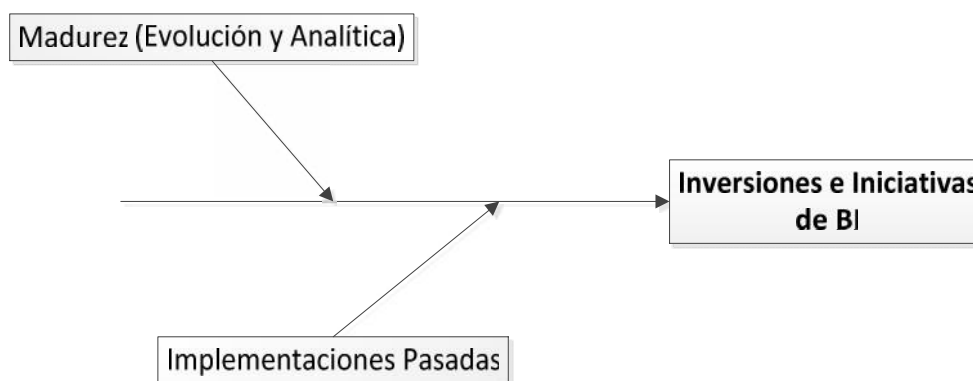 Madurez (Evolución y Analítica)
Inversiones e Iniciativas
de BI
Implementaciones Pasadas